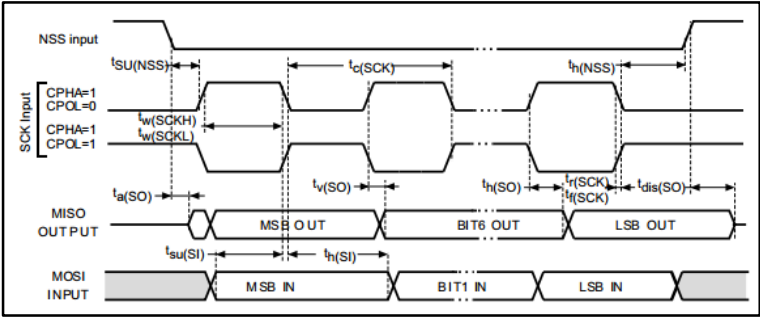 NSS input
tSU(NSS)
tc(SCK)
th(NSS)
SCK Input
CPHA=1
CPOL=0
tw(SCKH)
CPHA=1
tw(SCKL)
CPOL=1
ta(SO)
tv(SO)
th(SO)
tr(SCK)
tf(SCK)
tdis(SO)
MISO
OUTPUT
MSB OUT
BIT6 OUT
LSB OUT
tsu(SI)
th(SI)
MOSI
INPUT
MSB IN
BIT1 IN
LSB IN